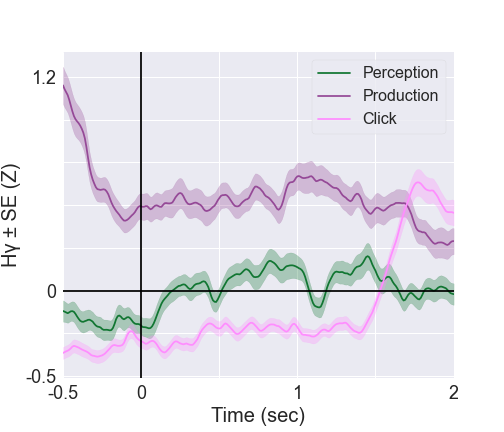 Perception
Production
Click
Hγ ± SE (Z)
1.2
0
-0.5
-0.5 0 1 2
Time (sec)